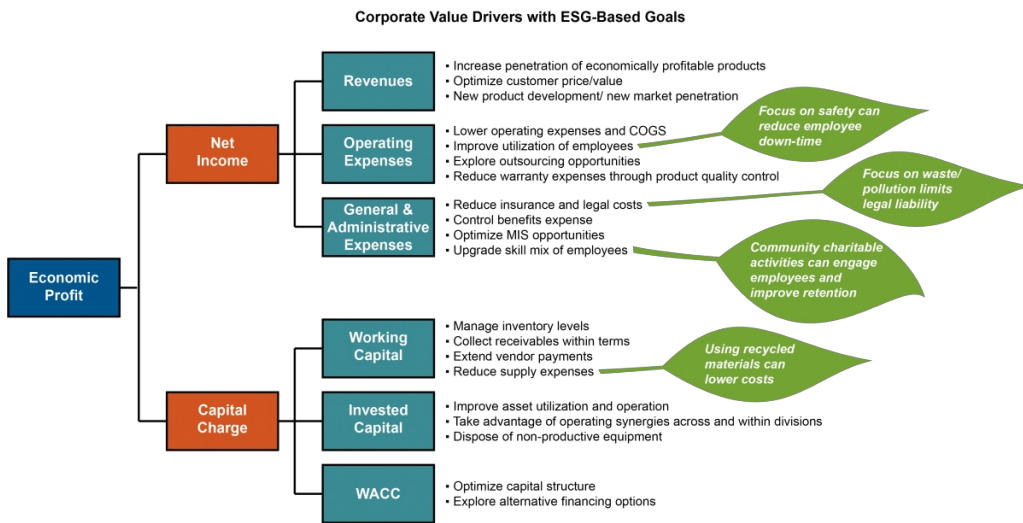 Corporate Value Drivers with ESG-Based Goals
Revenues
▪ Increase penetration of economically profitable products
▪ Optimize customer price/value
▪ New product development/ new market penetration
Focus on safety can
reduce employee
down-time
Net
Income
Operating
Expenses
▪ Lower operating expenses and COGS
▪ Improve utilization of employees
▪ Explore outsourcing opportunities
▪ Reduce warranty expenses through product quality control
Focus on waste/
pollution limits
legal liability
General &
Administrative
Expenses
▪ Reduce insurance and legal costs
▪ Control benefits expense
▪ Optimize MIS opportunities
▪ Upgrade skill mix of employees
Community charitable
activities can engage
employees and
improve retention
Economic
Profit
Working
Capital
▪ Manage inventory levels
▪ Collect receivables within terms
▪ Extend vendor payments
▪ Reduce supply expenses
Using recycled
materials can
lower costs
Capital
Charge
Invested
Capital
▪ Improve asset utilization and operation
▪ Take advantage of operating synergies across and within divisions
▪ Dispose of non-productive equipment
WACC
▪ Optimize capital structure
▪ Explore alternative financing options